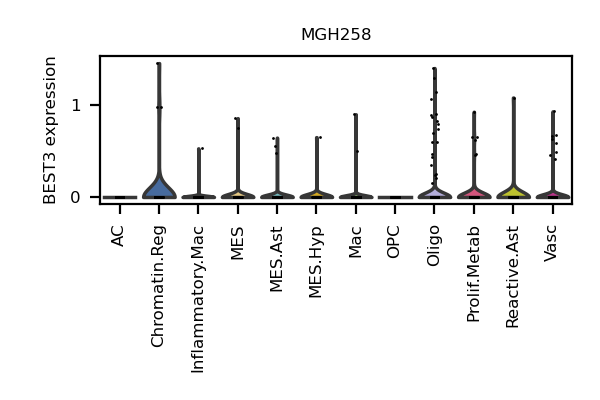 MGH258
BEST3 expression
1
0
AC
Chromatin.Reg
Inflammatory.Mac
MES
MES.Ast
MES.Hyp
Mac
OPC
Oligo
Prolif.Metab
Reactive.Ast
Vasc